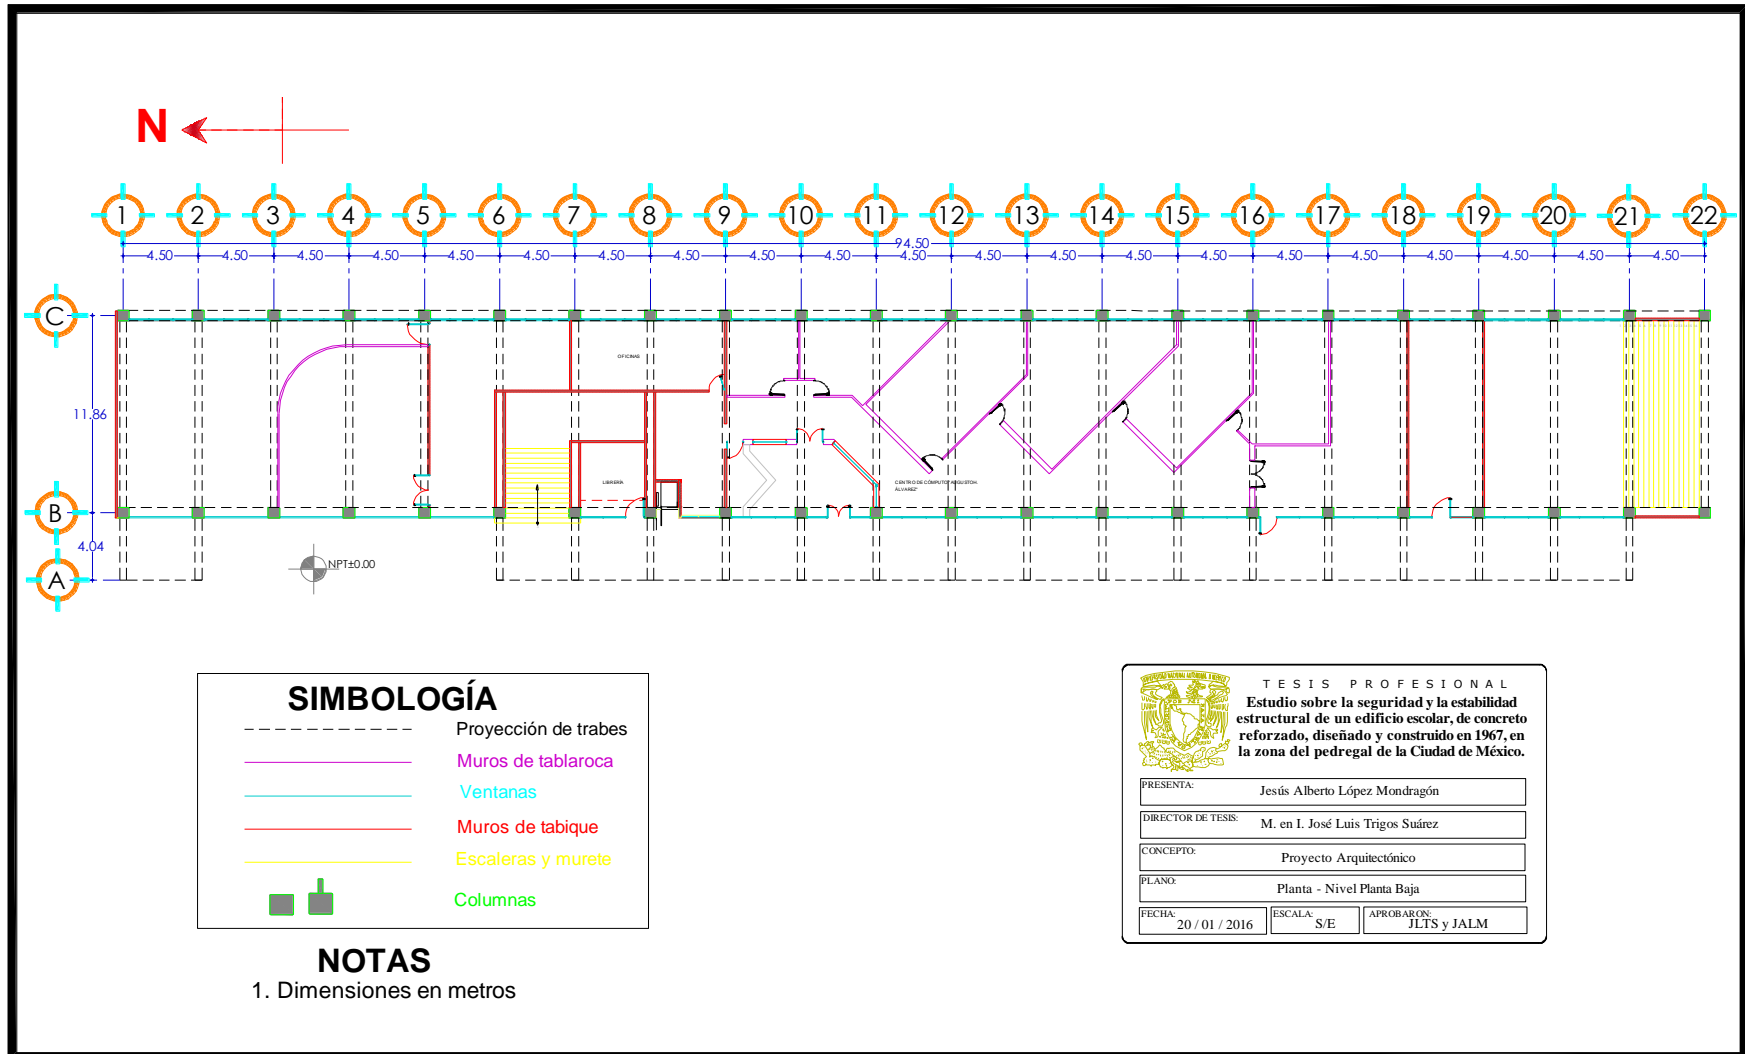 N
1 2 3 4 5 6 7 8 9 10 11 12 13 14 15 16 17 18 19 20 21 22
94.50
4.50 4.50 4.50 4.50 4.50 4.50 4.50 4.50 4.50 4.50 4.50 4.50 4.50 4.50 4.50 4.50 4.50 4.50 4.50 4.50 4.50
C
OFICINAS
11.86
LIBRERÍA
CENTRO DE CÓMPUTO "AUGUSTO H.
ÁLVAREZ"
B
4.04
NPT±0.00
A
SIMBOLOGÍA
Proyección de trabes
Muros de tablaroca
Ventanas
Muros de tabique
Escaleras y murete
Columnas
NOTAS
1. Dimensiones en metros
TESIS PROFESIONAL
Estudio sobre la seguridad y la estabilidad
estructural de un edificio escolar, de concreto
reforzado, diseñado y construido en 1967, en
la zona del pedregal de la Ciudad de México.
PRESENTA: Jesús Alberto López Mondragón
DIRECTOR DE TESIS: M. en I. José Luis Trigos Suárez
CONCEPTO: Proyecto Arquitectónico
PLANO: Planta - Nivel Planta Baja
FECHA: 20 / 01 / 2016 ESCALA: S/E APROBARON: JLTS y JALM